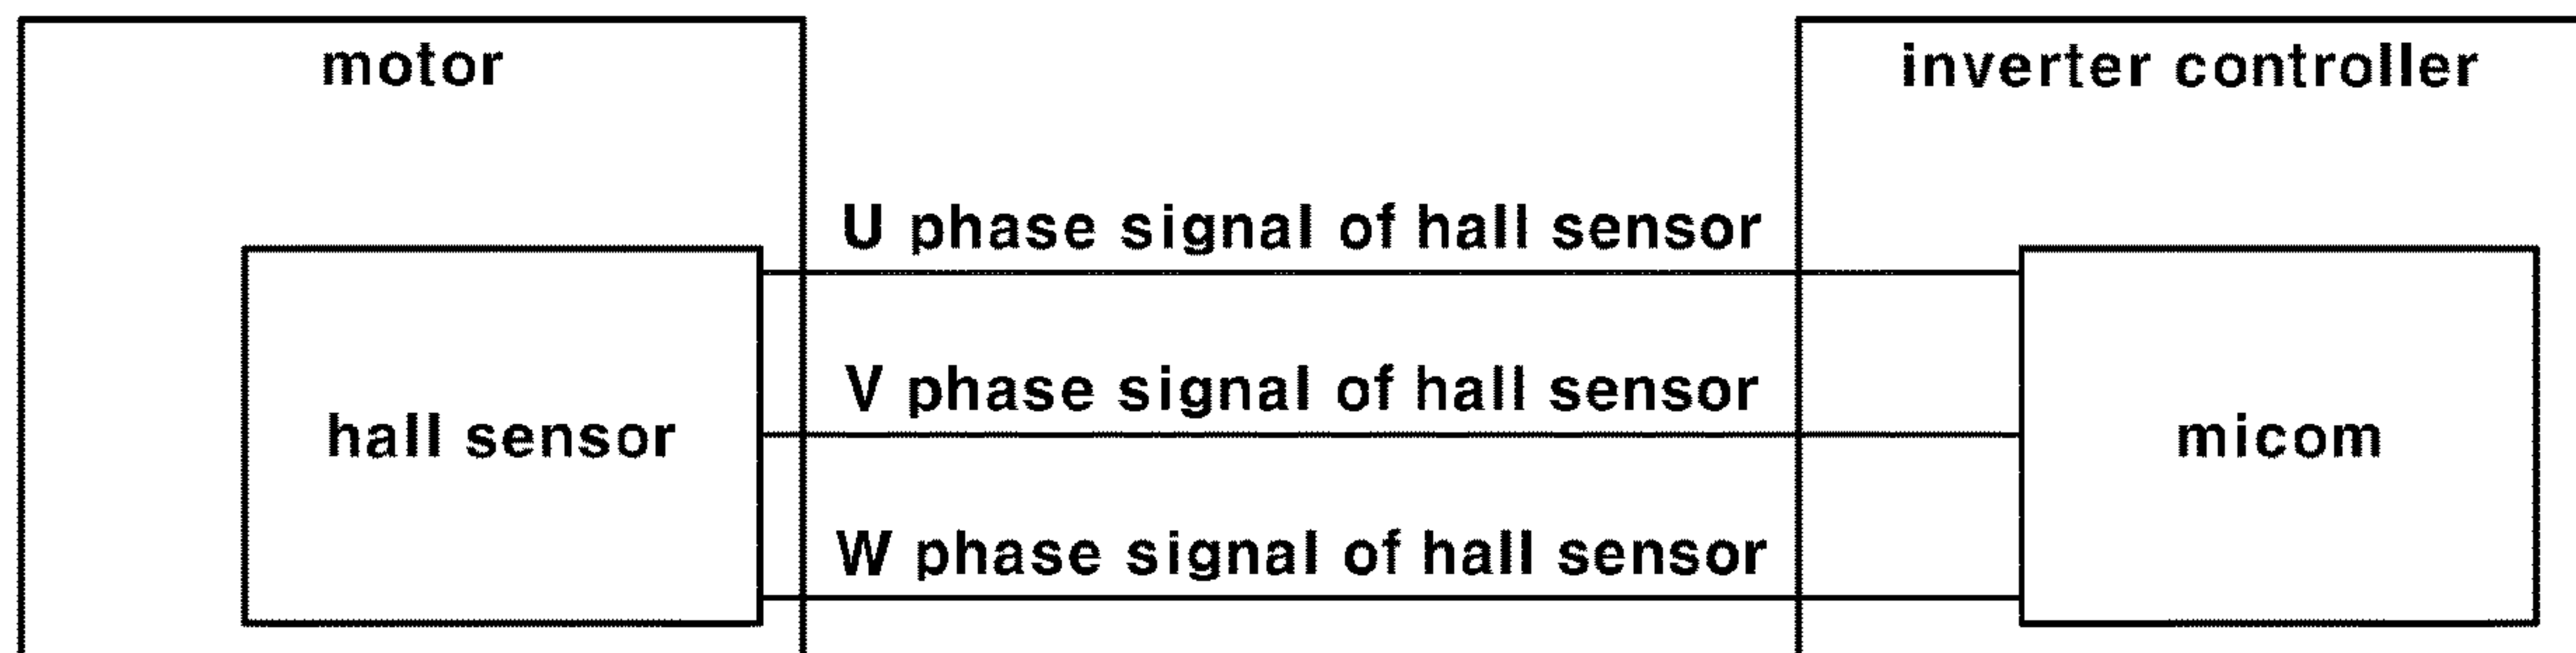 motor
inverter controller
U phase signal of hall sensor
V phase signal of hall sensor
hall sensor
micom
W phase signal of hall sensor